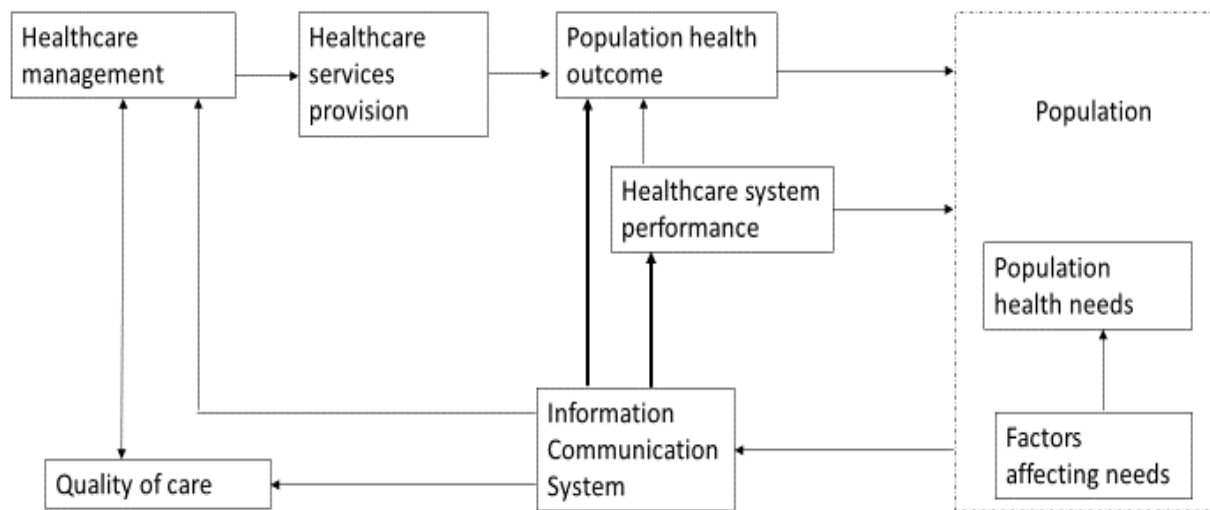 Healthcare
management
Healthcare
services
provision
Population health
outcome
Population
Healthcare system
performance
Population
health needs
Information
Communication
System
Factors
affecting needs
Quality of care